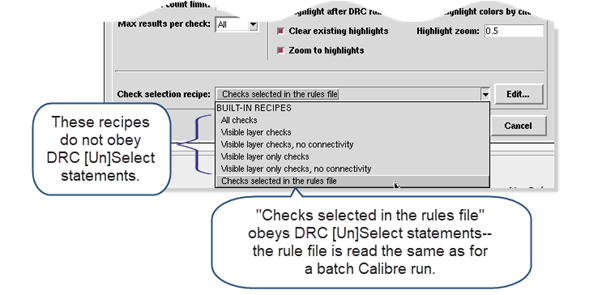 count limit:
Max results per check: All
Highlight after DRC run
Clear existing highlights
Zoom to highlights
Highlight colors by
Highlight zoom: 0.5
Check selection recipe: Checks selected in the rules file
Edit...
BUILT-IN RECIPES
All checks
Visible layer checks
Visible layer checks, no connectivity
Visible layer only checks
Visible layer only checks, no connectivity
Checks selected in the rules file
Cancel
These recipes
do not obey
DRC [Un]Select
statements.
"Checks selected in the rules file"
obeys DRC [Un]Select statements--
the rule file is read the same as for
a batch Calibre run.